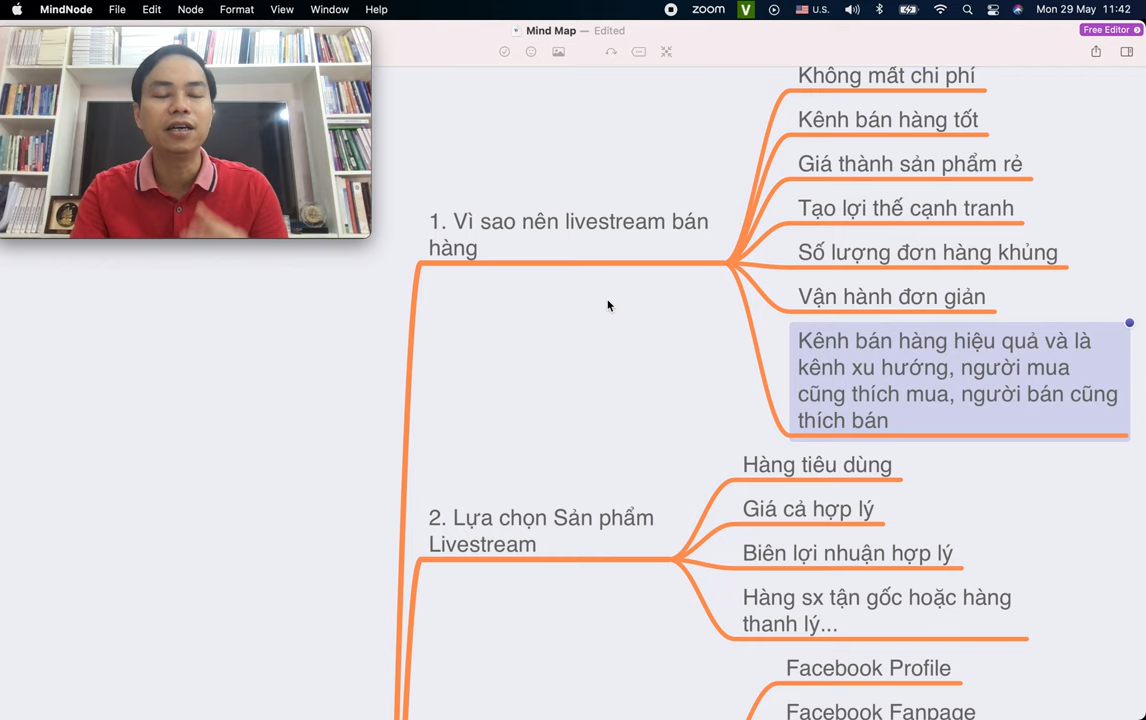 MindNode File Edit Node Format View Window Help zoom V U.S. Mon 29 May 11:42
Mind Map — Edited
Free Editor
Không mất chi phí
Kênh bán hàng tốt
Giá thành sản phẩm rẻ
Tạo lợi thế cạnh tranh
1. Vì sao nên livestream bán
hàng
Số lượng đơn hàng khủng
Vận hành đơn giản
Kênh bán hàng hiệu quả và là
kênh xu hướng, người mua
cũng thích mua, người bán cũng
thích bán
2. Lựa chọn Sản phẩm
Livestream
Hàng tiêu dùng
Giá cả hợp lý
Biên lợi nhuận hợp lý
Hàng sx tận gốc hoặc hàng
thanh lý...
Facebook Profile
Facebook Fanpage